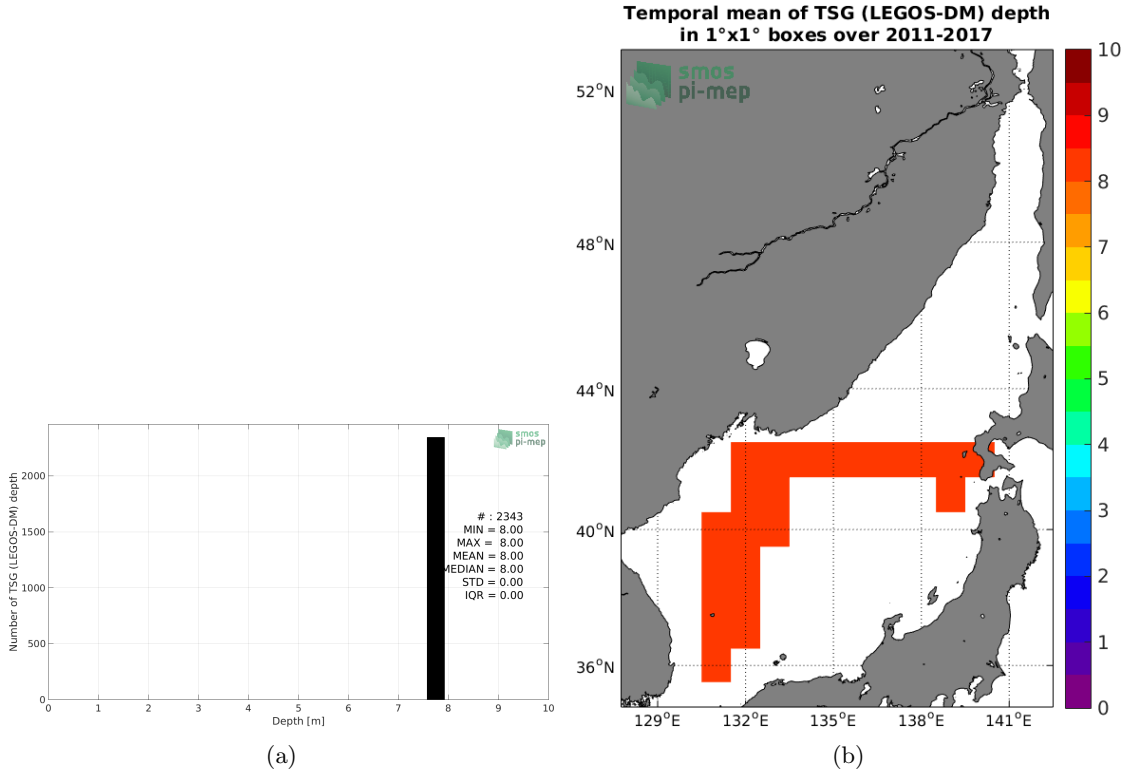 Temporal mean of TSG (LEGOS-DM) depth
in 1°x1° boxes over 2011-2017
smos
pi-mep
52°N
48°N
44°N
40°N
36°N
129°E
132°E
135°E
138°E
141°E
10
9
8
7
6
5
4
3
2
1
0
smos
pi-mep
Number of TSG (LEGOS-DM) depth
2000
1500
1000
500
0
# : 2343
MIN = 8.00
MAX = 8.00
MEAN = 8.00
MEDIAN = 8.00
STD = 0.00
IQR = 0.00
0 1 2 3 4 5 6 7 8 9 10
Depth [m]
(a)
(b)